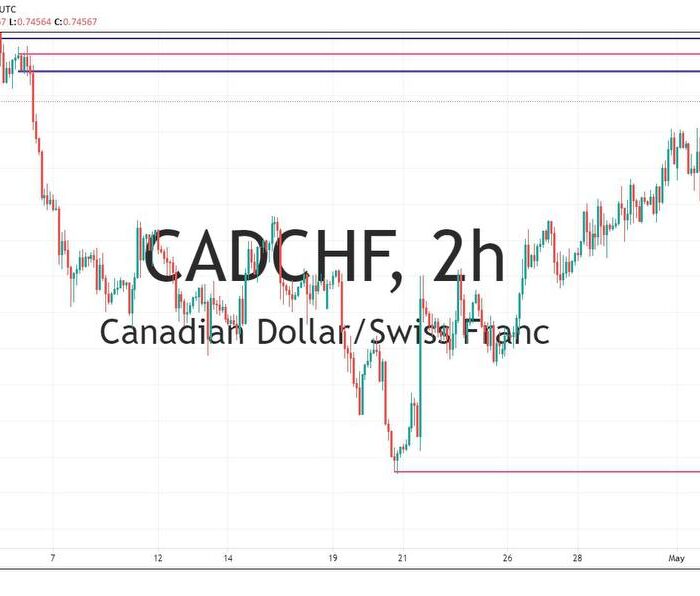 UTC
7 L:0.74564 C:0.74567
CADCHF, 2h
Canadian Dollar/Swiss Franc
7 12 14 19 21 26 28 May